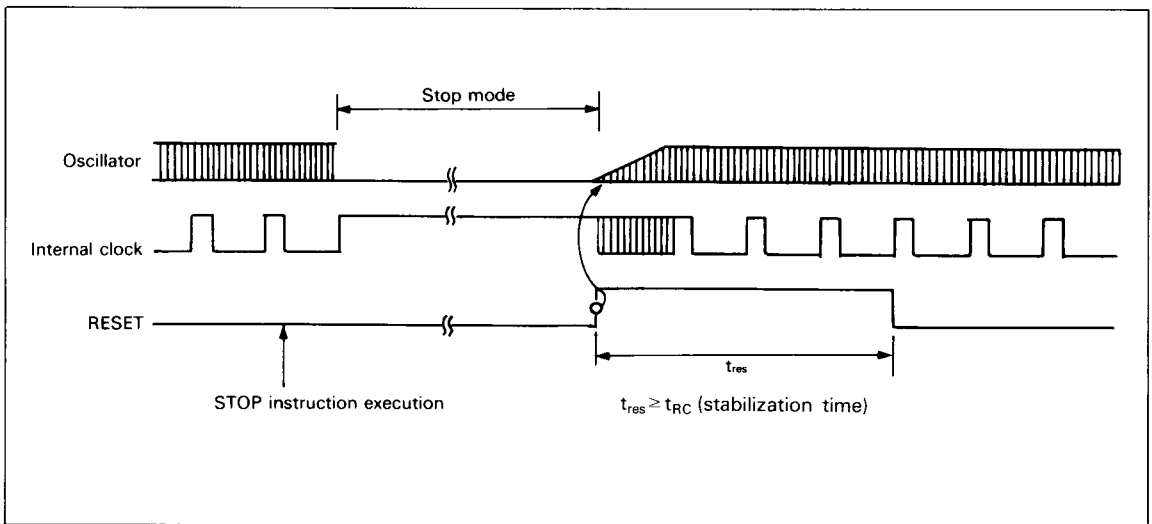 Stop mode
Oscillator
Internal clock
RESET
tres
STOP instruction execution
tres ≥ tRC (stabilization time)